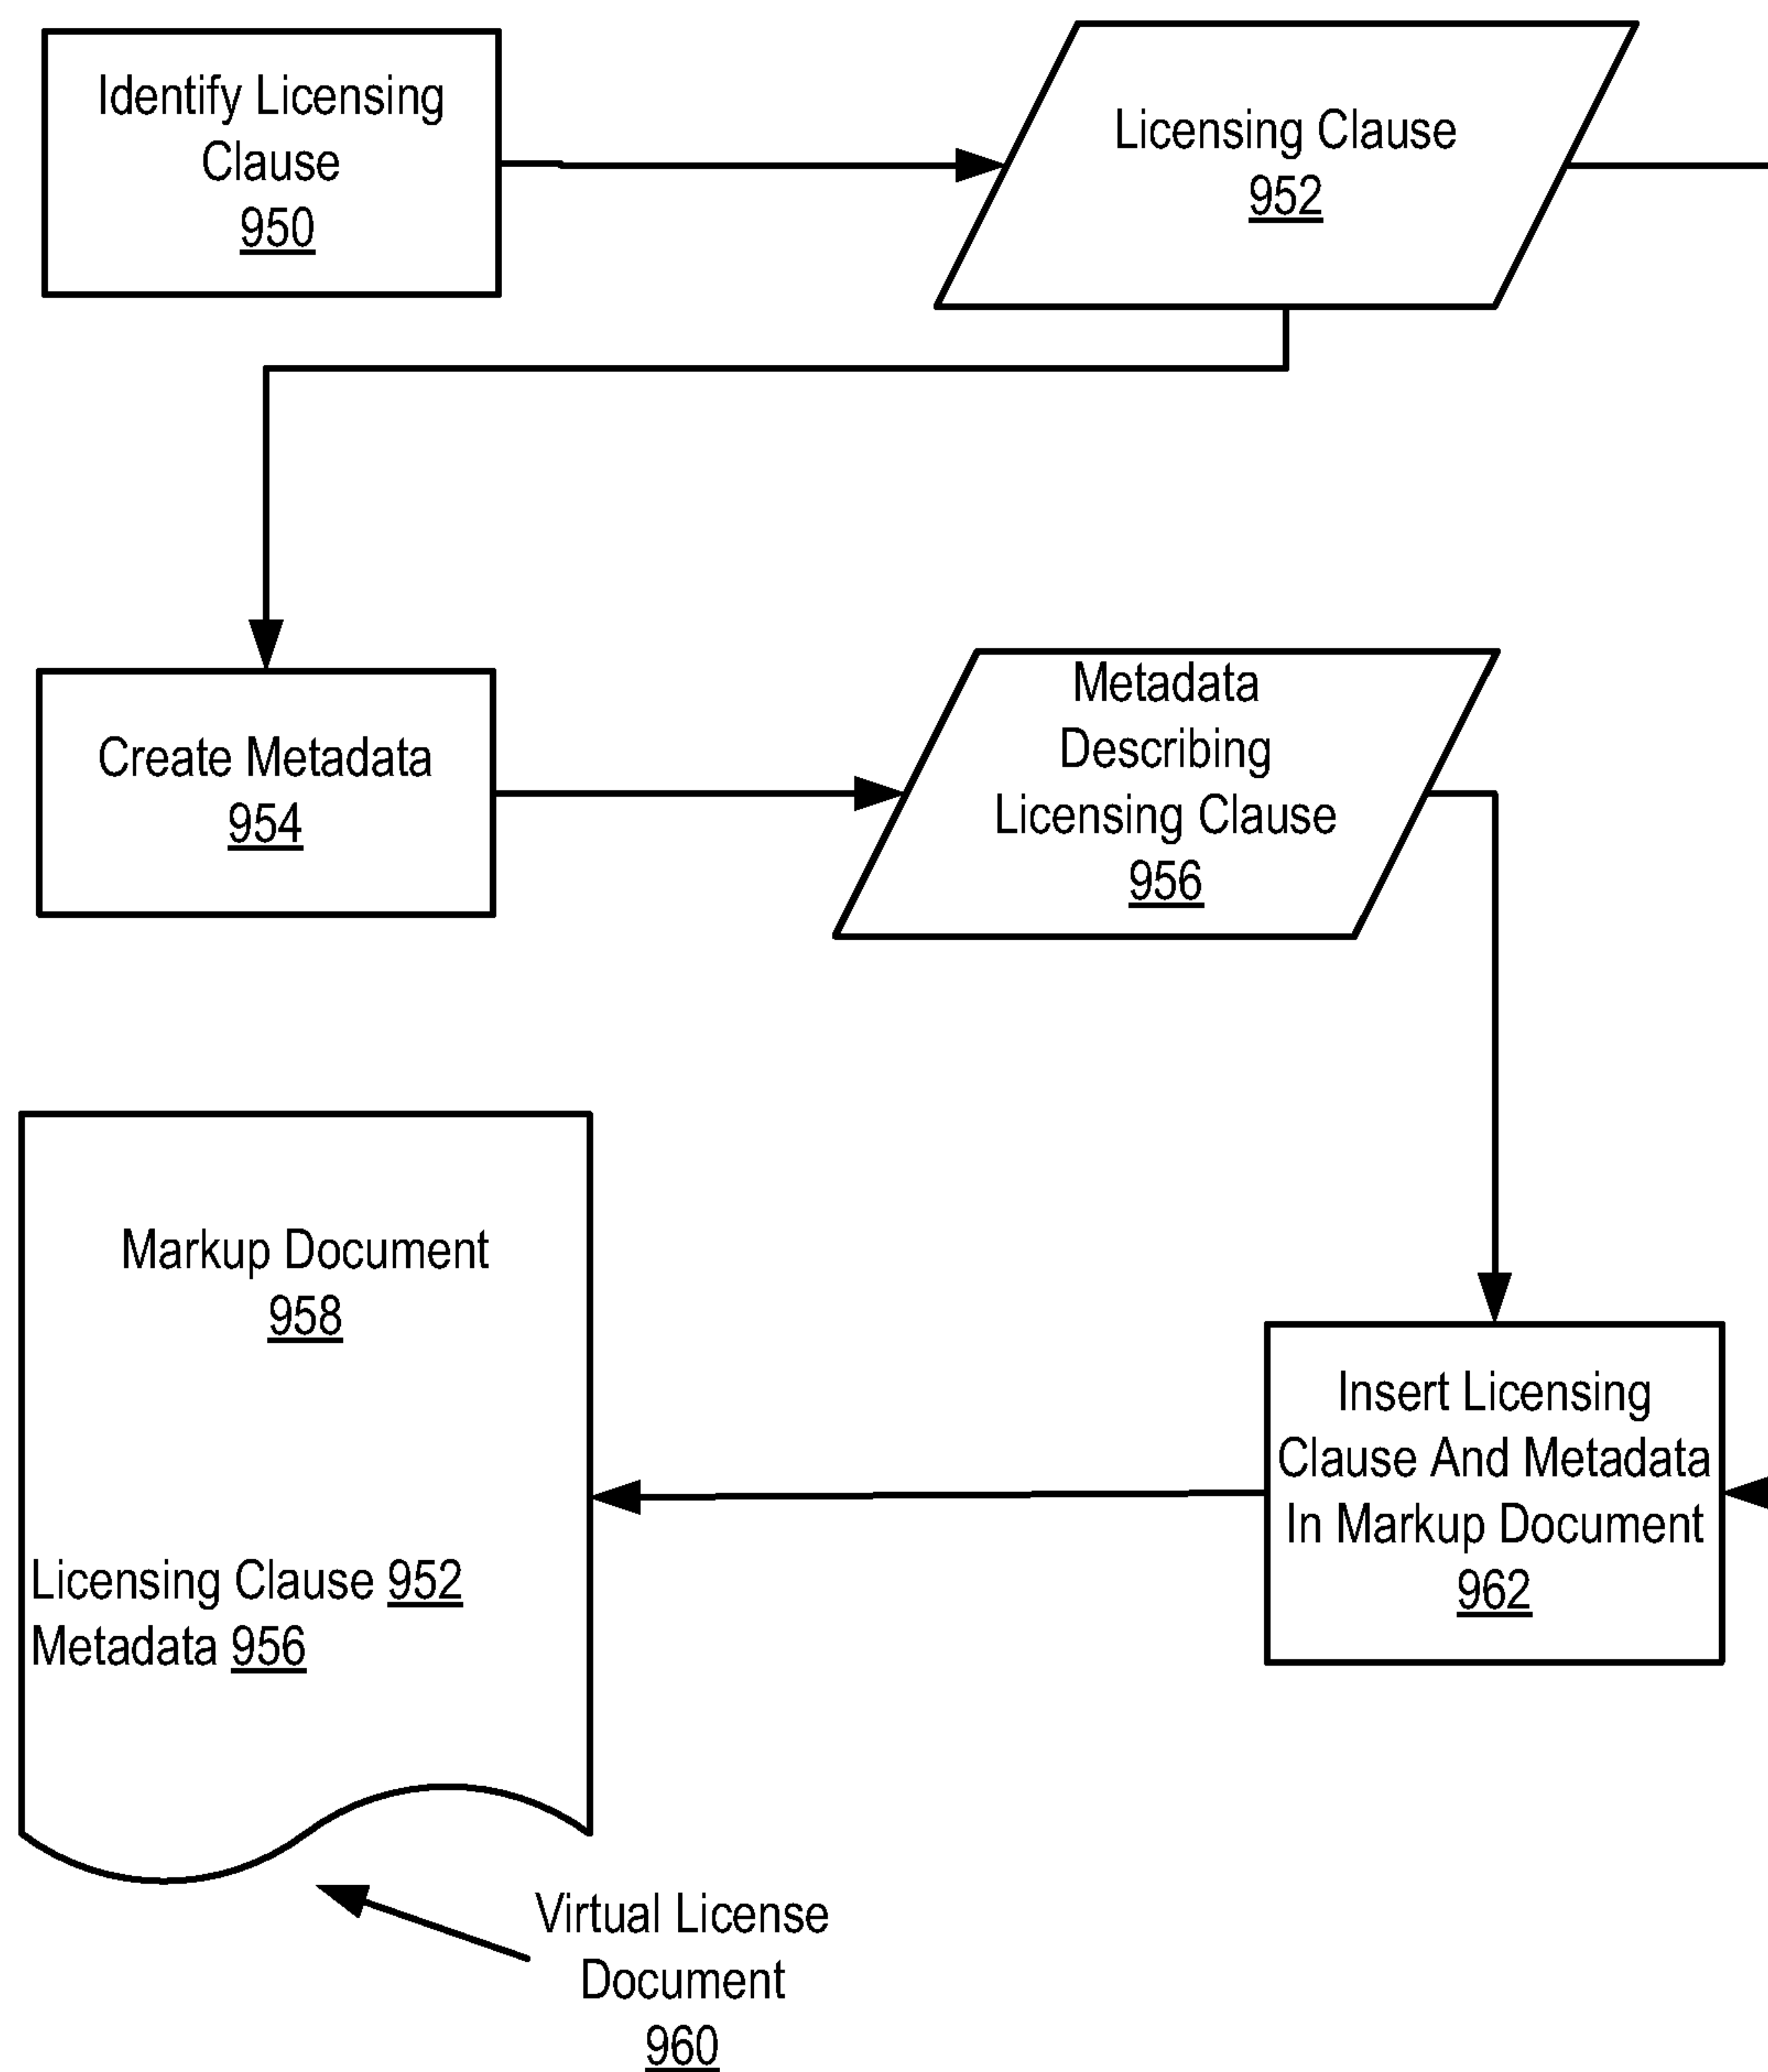 Identify Licensing
Clause
950
Licensing Clause
952
Create Metadata
954
Metadata
Describing
Licensing Clause
956
Markup Document
958
Licensing Clause 952
Metadata 956
Insert Licensing
Clause And Metadata
In Markup Document
962
Virtual License
Document
960